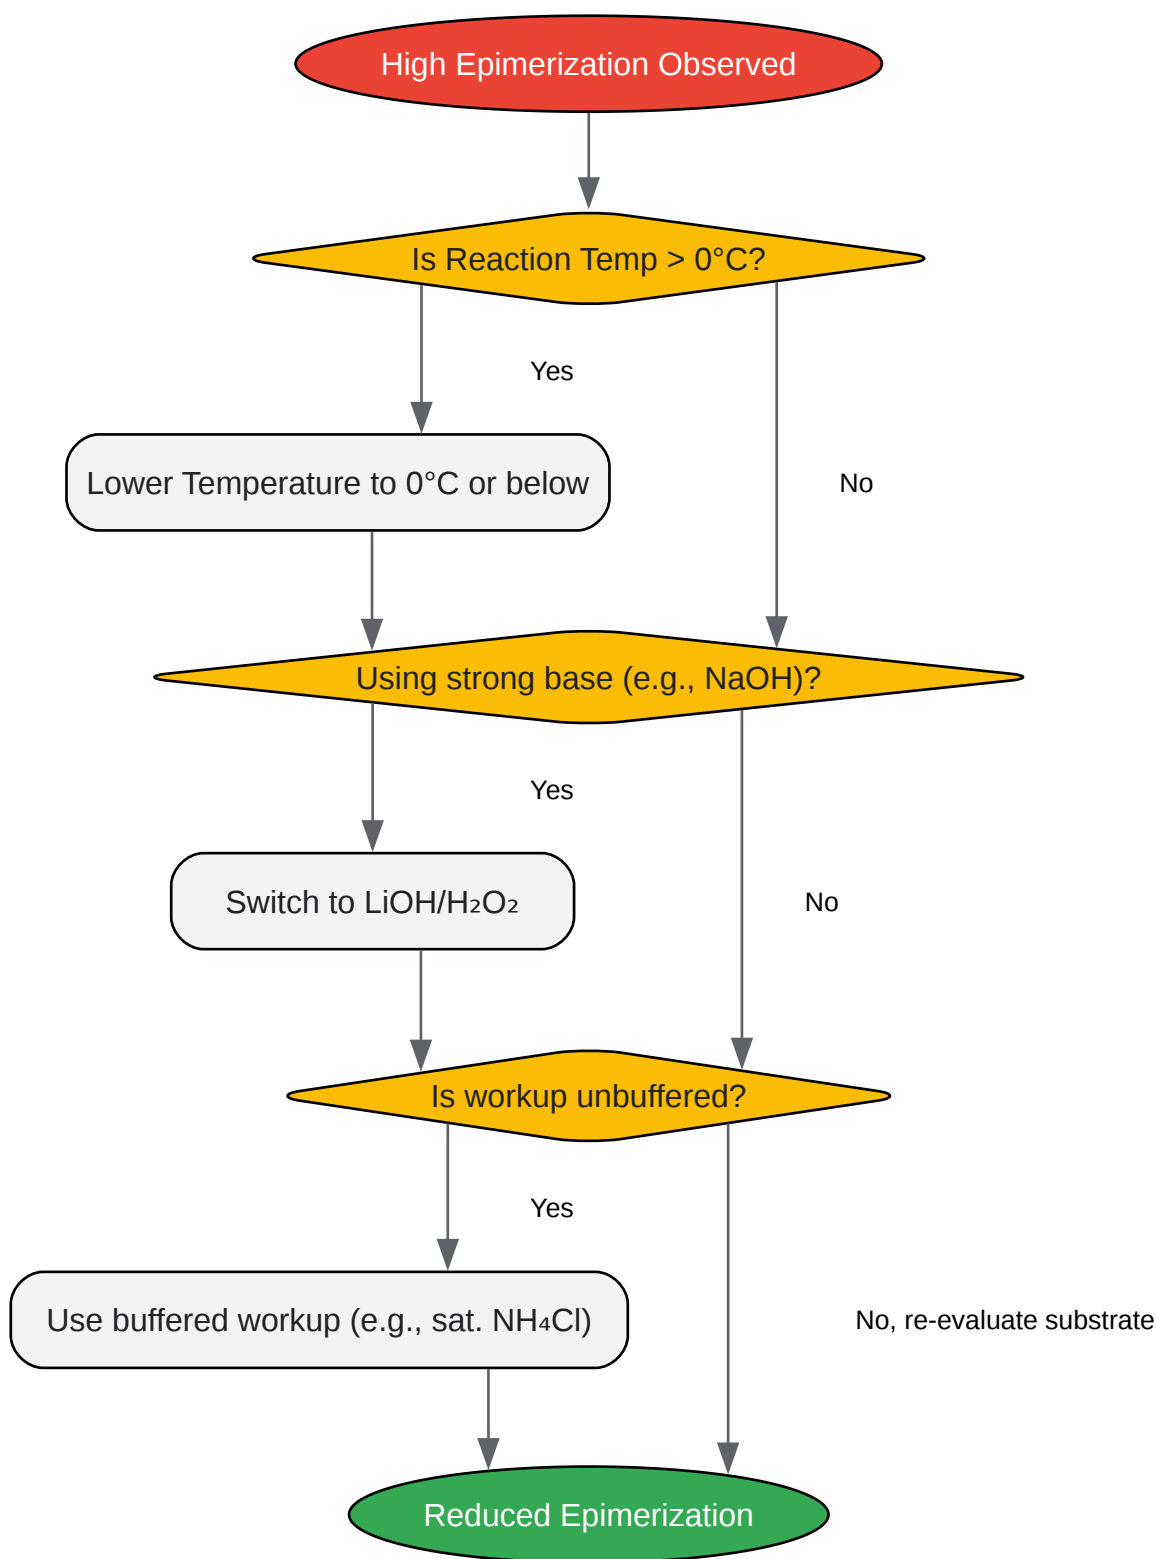 High Epimerization Observed
Is Reaction Temp > 0°C?
Yes
Lower Temperature to 0°C or below
No
Using strong base (e.g., NaOH)?
Yes
Switch to LiOH/H₂O₂
No
Is workup unbuffered?
Yes
Use buffered workup (e.g., sat. NH₄Cl)
No, re-evaluate substrate
Reduced Epimerization